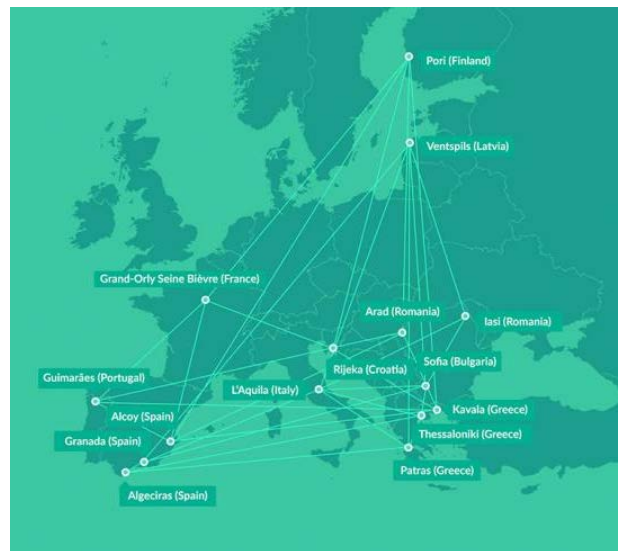 Pori (Finland)
Ventspils (Latvia)
Grand-Orly Seine Bièvre (France)
Arad (Romania)
Iasi (Romania)
Rijeka (Croatia)
Sofia (Bulgaria)
Guimarães (Portugal)
L'Aquila (Italy)
Alcoy (Spain)
Kavala (Greece)
Thessaloniki (Greece)
Granada (Spain)
Patras (Greece)
Algeciras (Spain)